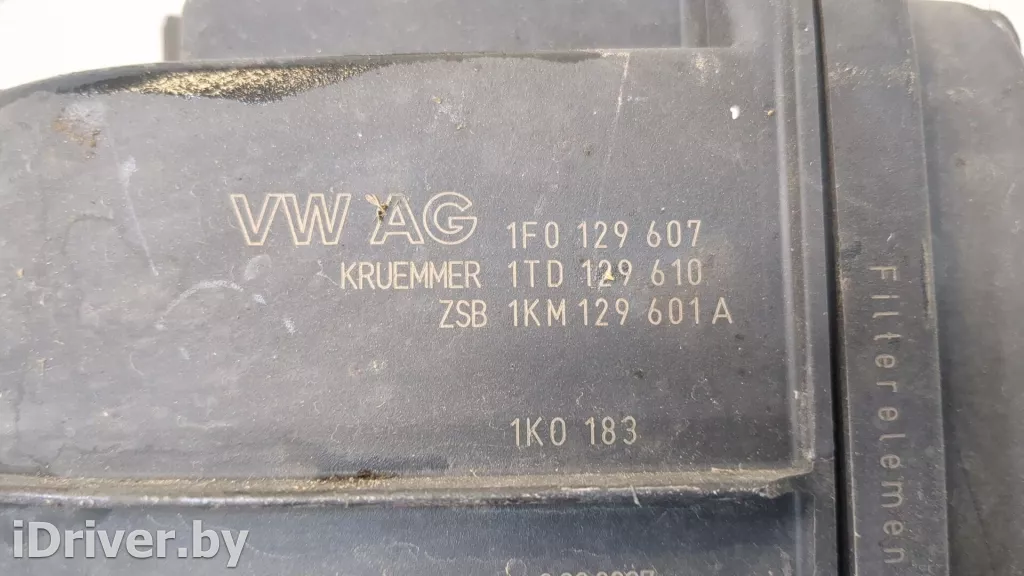 VW AG 1F0 129 607
KRUEMMER 1TD 129 610
ZSB 1KM 129 601 A
1K0 183
Filterelemen
iDriver.by